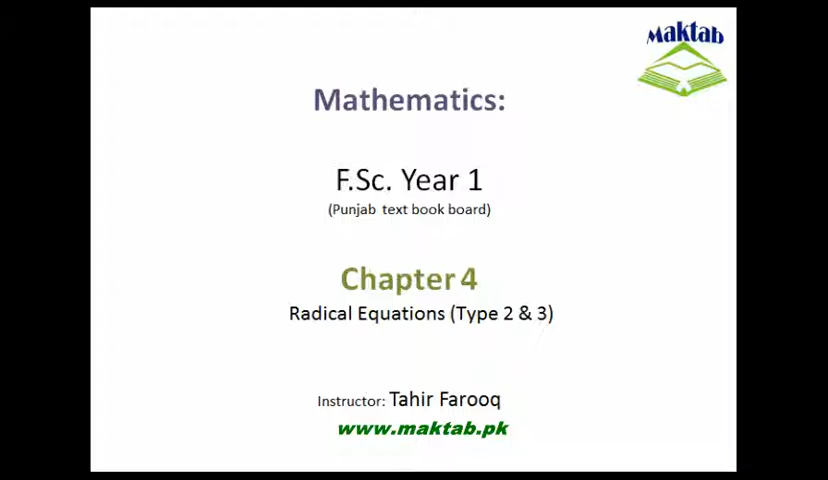 Maktab
Mathematics:
F.Sc. Year 1
(Punjab text book board)
Chapter 4
Radical Equations (Type 2 & 3)
Instructor: Tahir Farooq
www.maktab.pk